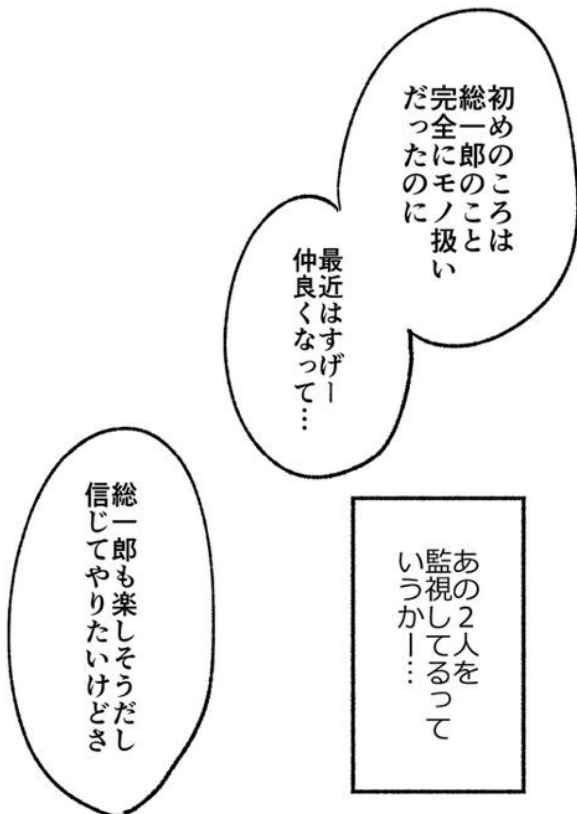 初めのころは
総一郎のこと
完全にモノ扱い
だったのに
最近はすげー
仲良くなって…
あの2人を
監視してるって
いうかー…
総一郎も楽しそうだし
信じてやりたいけどさ